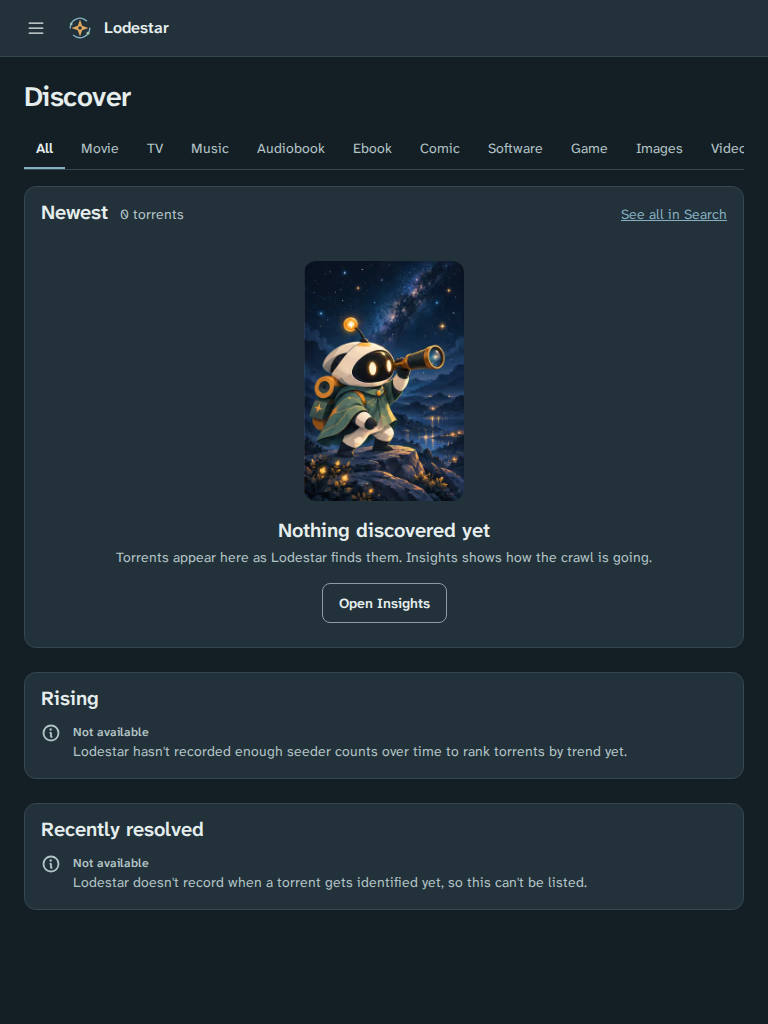 Lodestar
Discover
All Movie TV Music Audiobook Ebook Comic Software Game Images Video
Newest 0 torrents See all in Search
Nothing discovered yet
Torrents appear here as Lodestar finds them. Insights shows how the crawl is going.
Open Insights
Rising
Not available
Lodestar hasn't recorded enough seeder counts over time to rank torrents by trend yet.
Recently resolved
Not available
Lodestar doesn't record when a torrent gets identified yet, so this can't be listed.